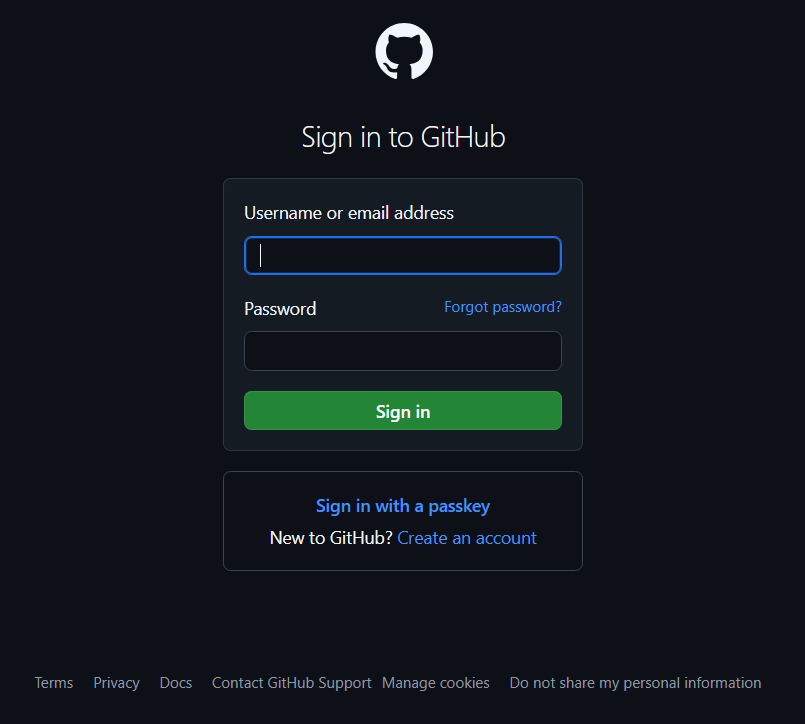 Sign in to GitHub
Username or email address
Password Forgot password?
Sign in
Sign in with a passkey
New to GitHub? Create an account
Terms Privacy Docs Contact GitHub Support Manage cookies Do not share my personal information